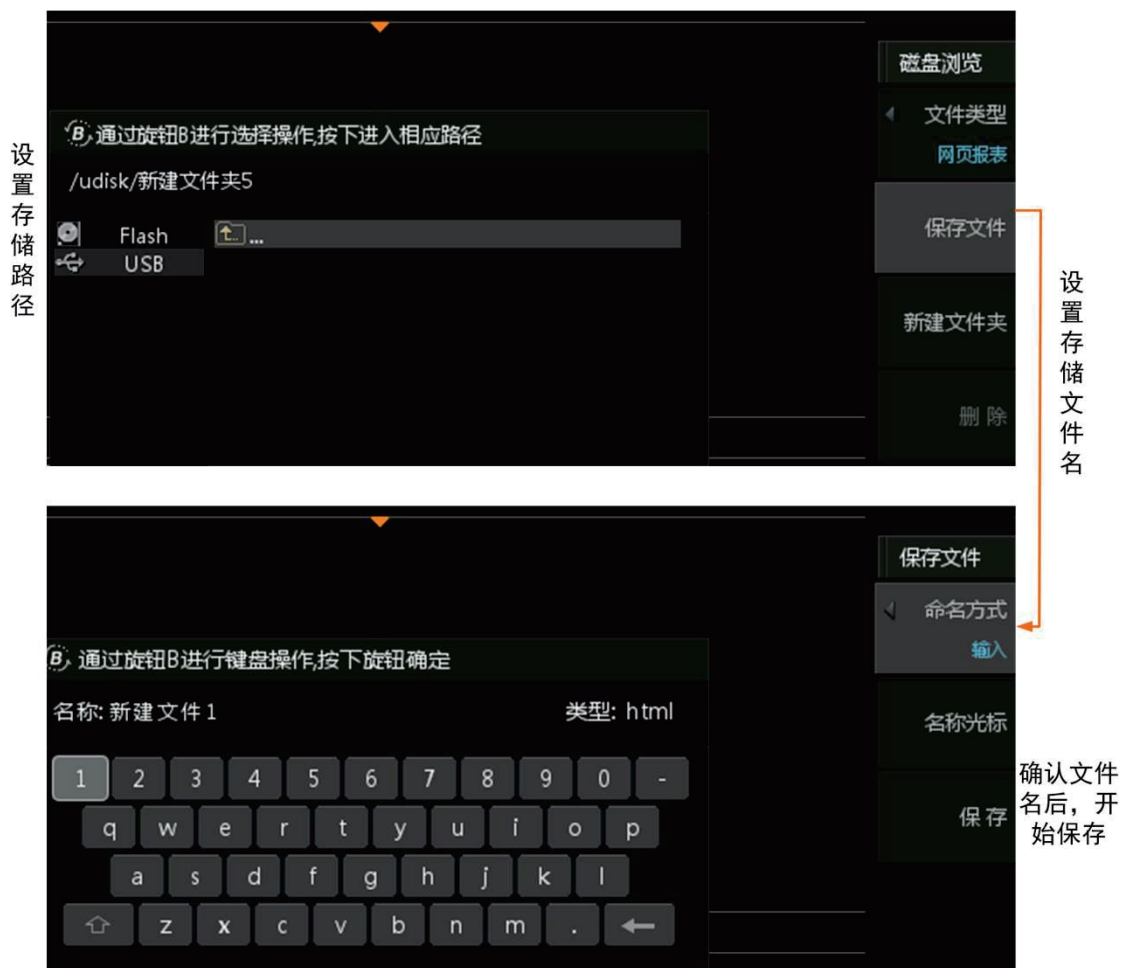 设置存储路径
磁盘浏览
文件类型
网页报表
B 通过旋钮B进行选择操作,按下进入相应路径
/udisk/新建文件夹5
Flash
...
USB
保存文件
新建文件夹
删 除
设置存储文件名
保存文件
命名方式
输入
B 通过旋钮B进行键盘操作,按下旋钮确定
名称: 新建文件1 类型: html
名称光标
1 2 3 4 5 6 7 8 9 0 -
q w e r t y u i o p
a s d f g h j k l
z x c v b n m .
保 存
确认文件
名后，开
始保存